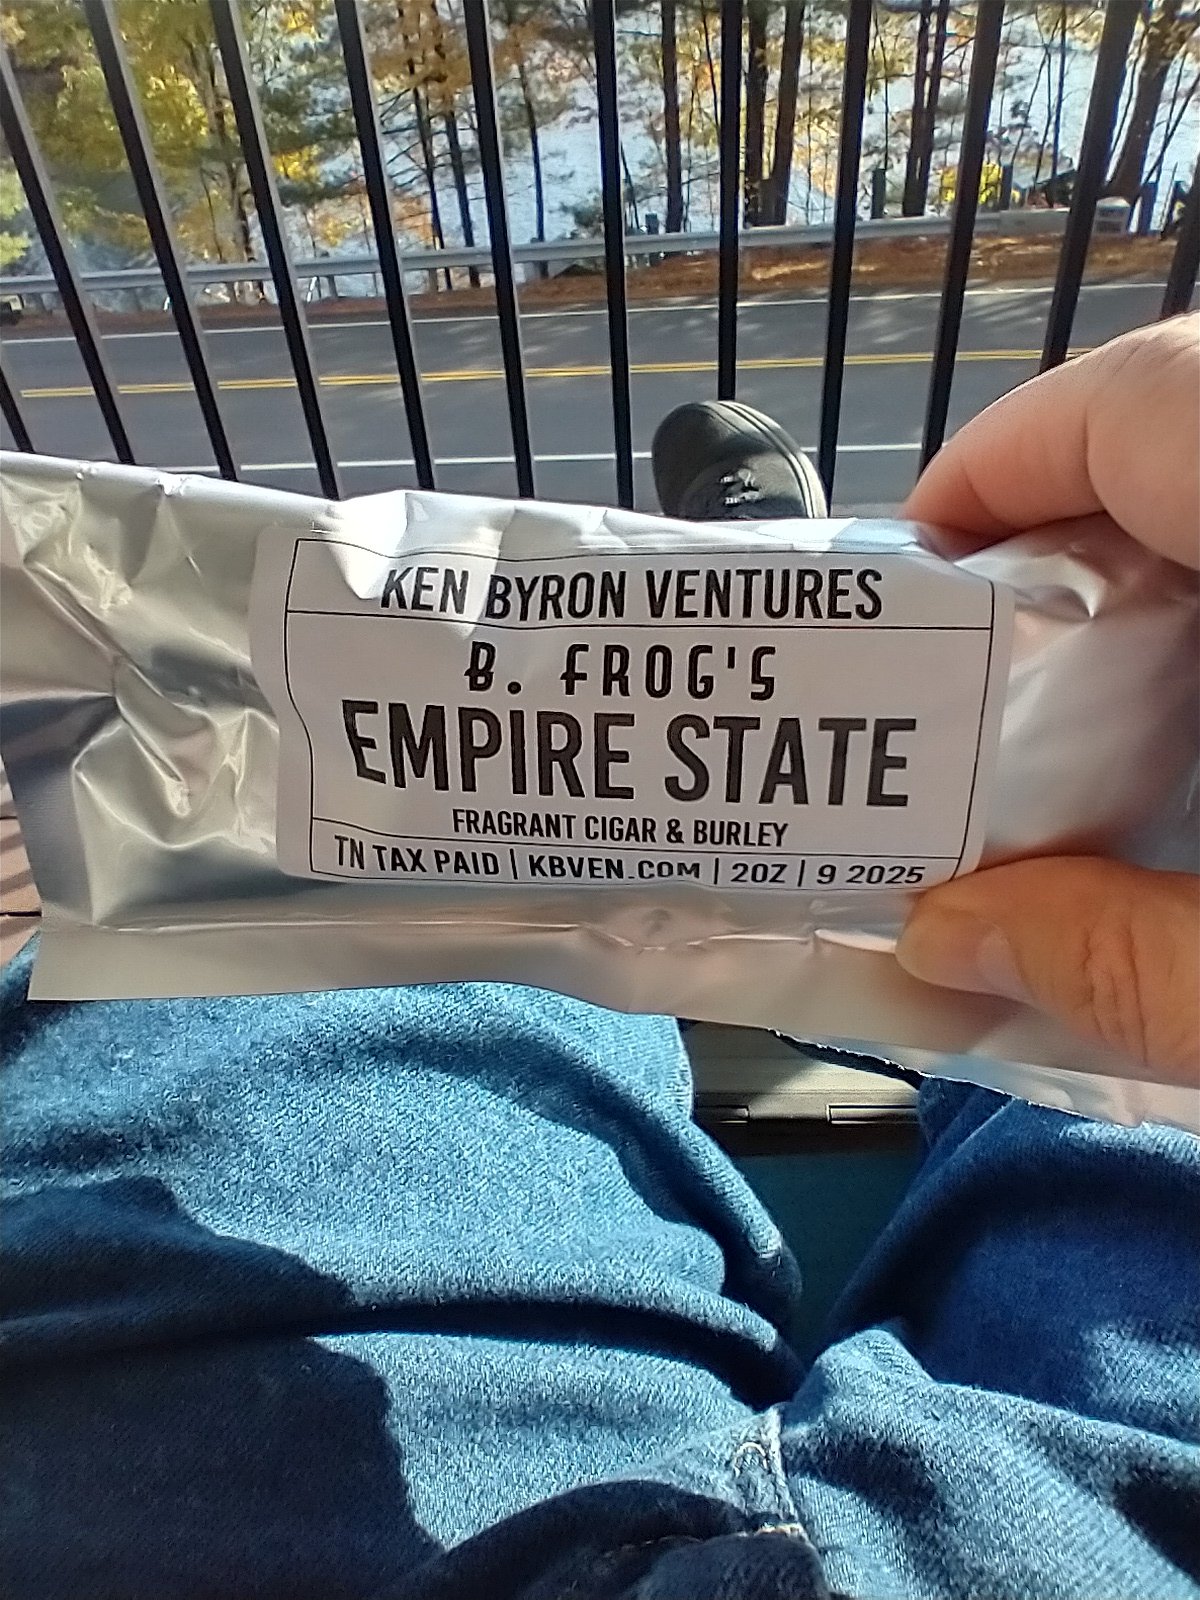 KEN BYRON VENTURES
B. FROG'S
EMPIRE STATE
FRAGRANT CIGAR & BURLEY
TN TAX PAID | KBVEN.COM | 2OZ | 9 2025